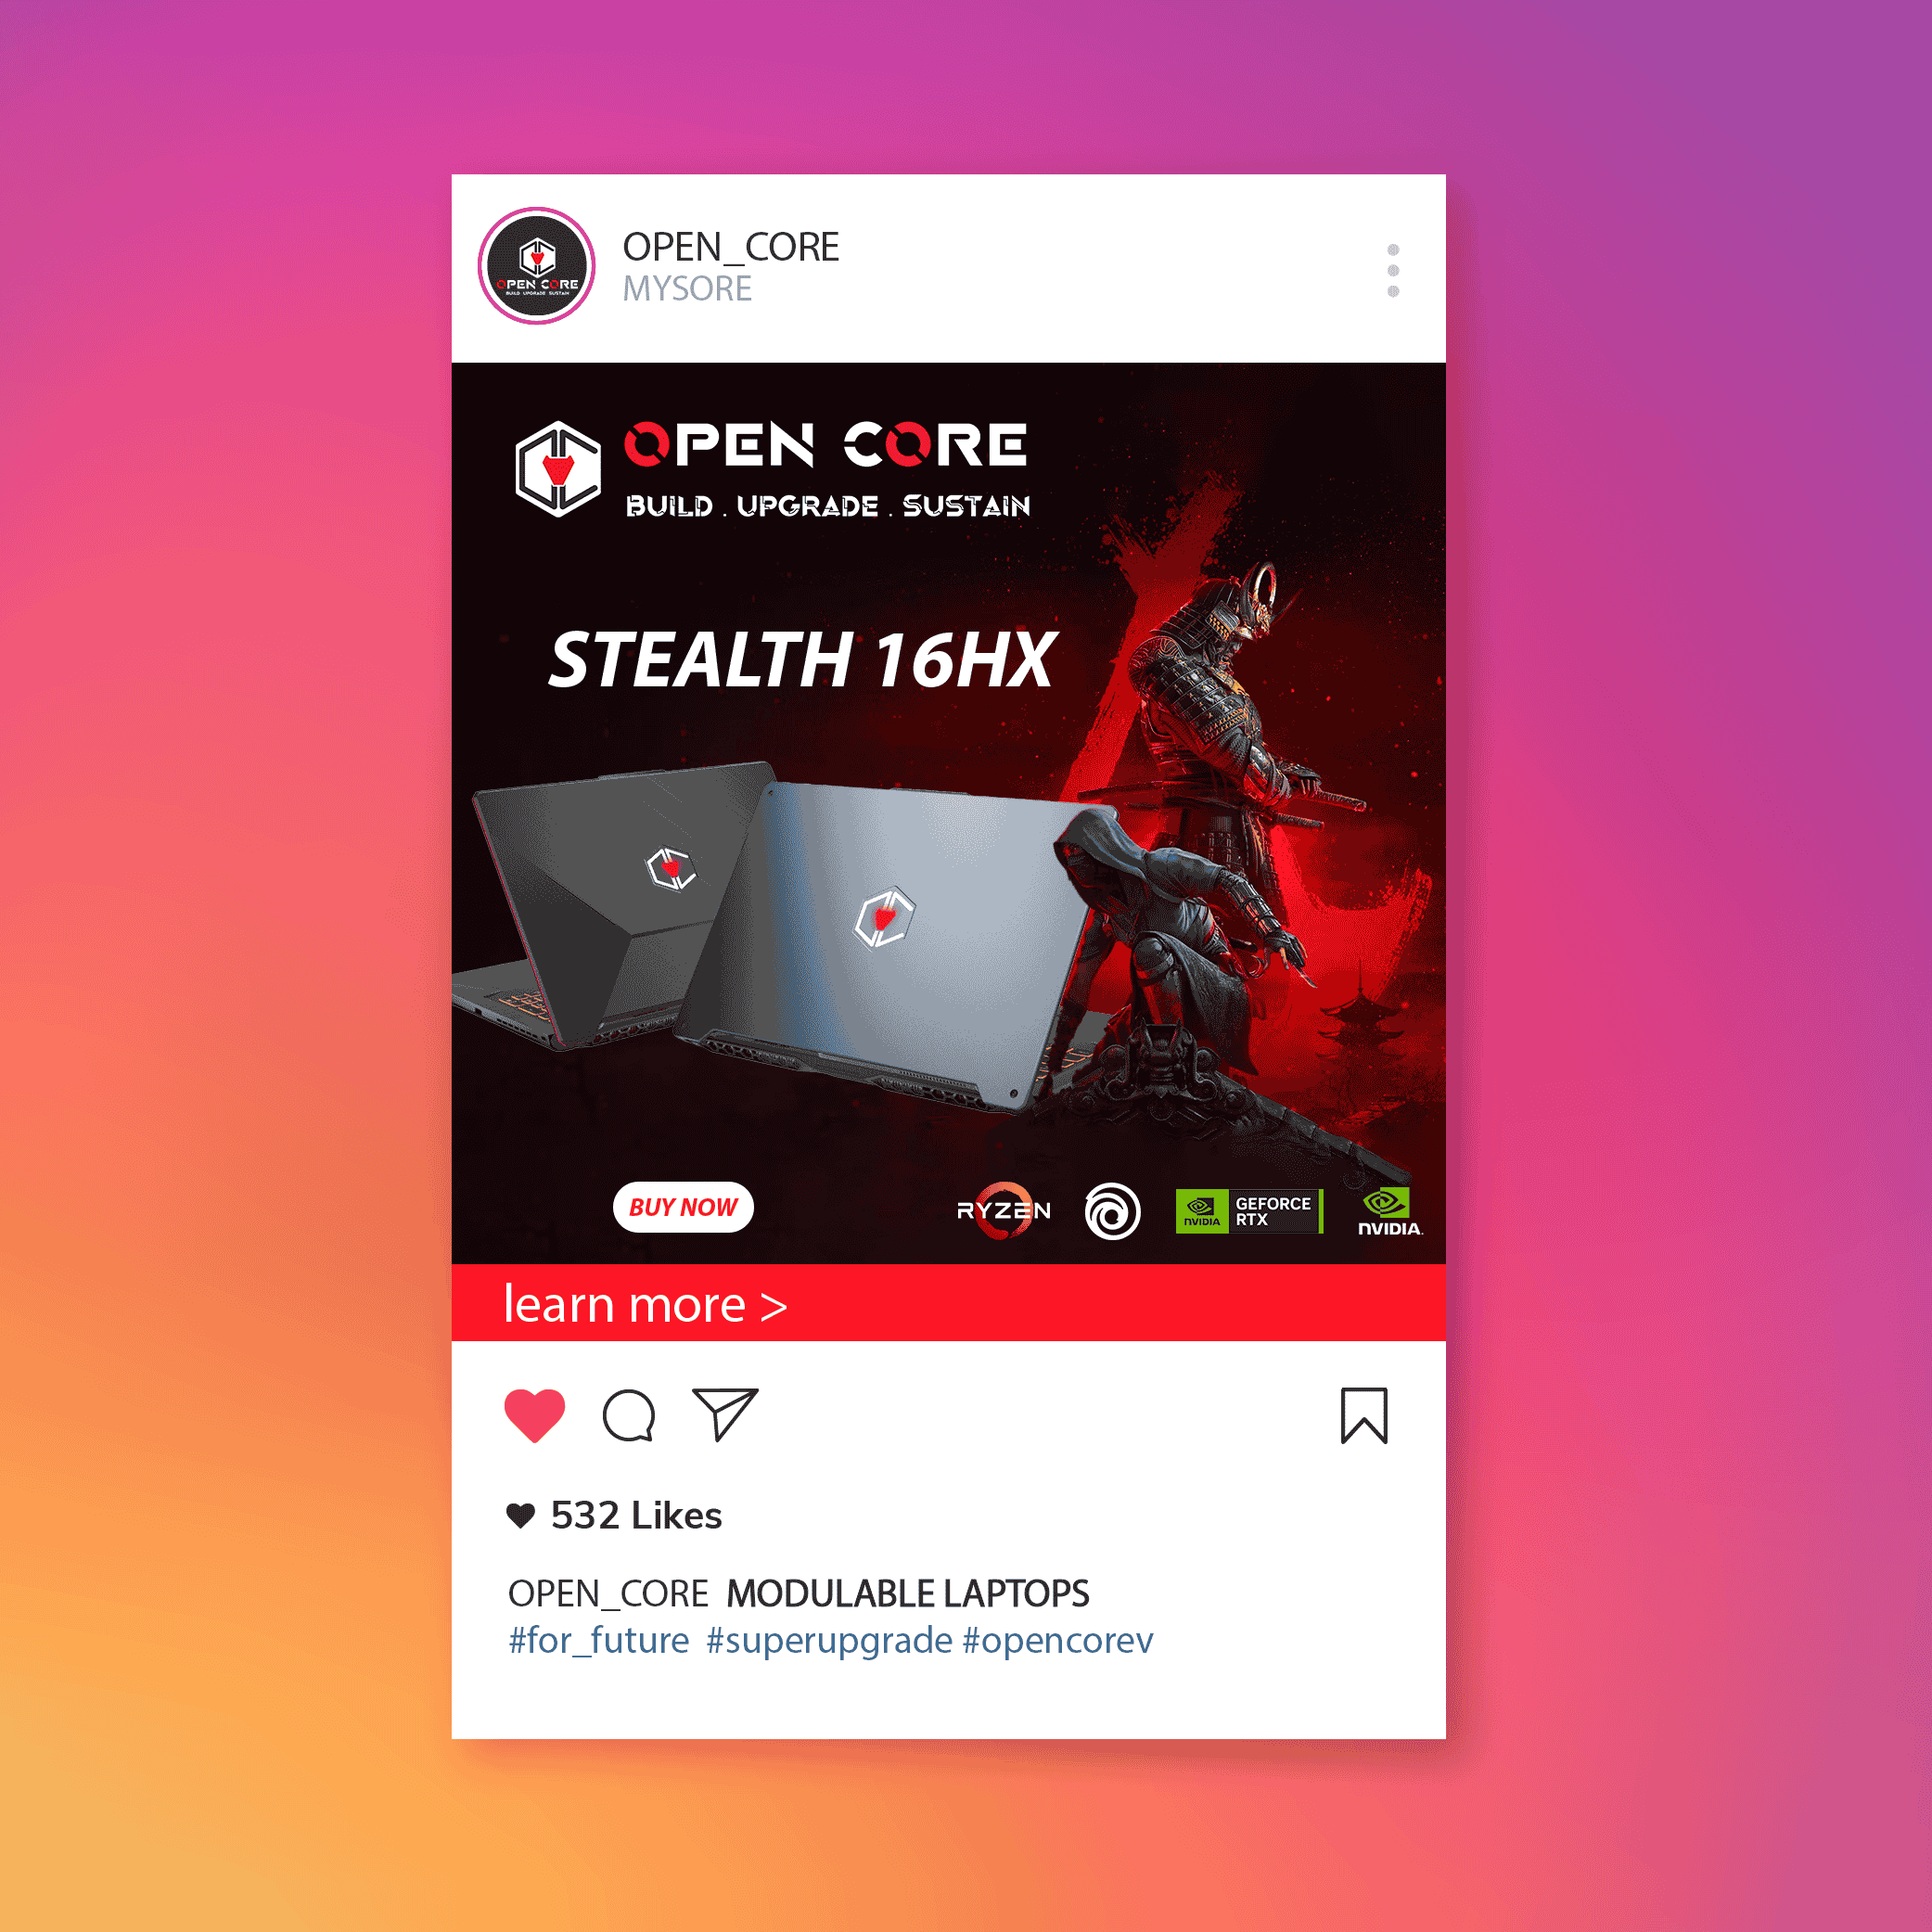 OPEN CORE
BUILD UPGRADE SUSTAIN
OPEN_CORE
MYSORE
OPEN CORE
BUILD . UPGRADE . SUSTAIN
STEALTH 16HX
BUY NOW
RYZEN
NVIDIA
GEFORCE
RTX
NVIDIA.
learn more >
532 Likes
OPEN_CORE MODULABLE LAPTOPS
#for_future #superupgrade #opencorev